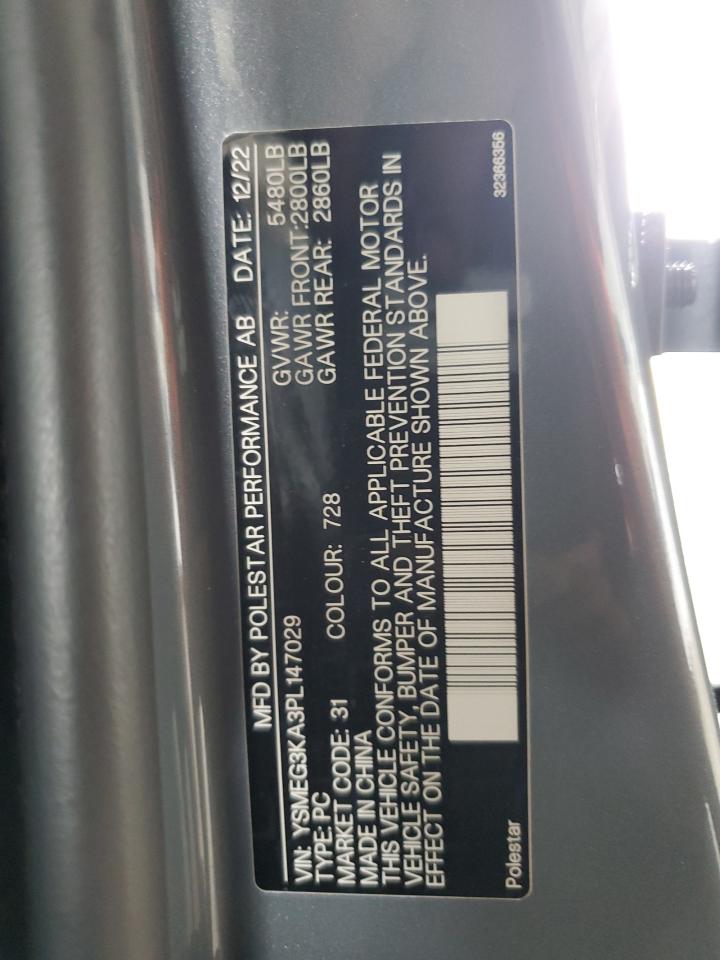 MFD BY POLESTAR PERFORMANCE AB DATE: 12/22
VIN: YSMEG3KA3PL147029 GVWR: 5480LB
TYPE: PC GAWR FRONT: 2800LB
MARKET CODE: 31 COLOUR: 728 GAWR REAR: 2860LB
MADE IN CHINA
THIS VEHICLE CONFORMS TO ALL APPLICABLE FEDERAL MOTOR
VEHICLE SAFETY, BUMPER AND THEFT PREVENTION STANDARDS IN
EFFECT ON THE DATE OF MANUFACTURE SHOWN ABOVE.
Polestar 32366356